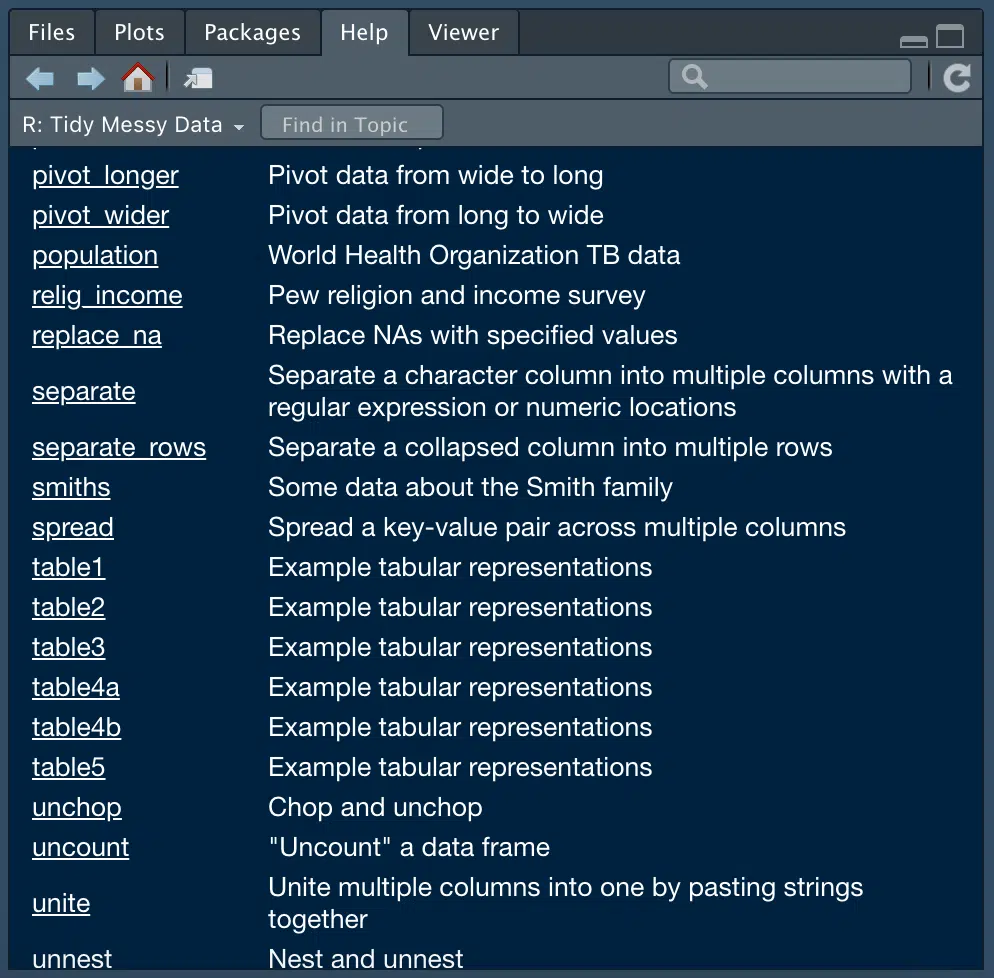 Files Plots Packages Help Viewer
R: Tidy Messy Data Find in Topic
pivot_longer Pivot data from wide to long
pivot_wider Pivot data from long to wide
population World Health Organization TB data
relig_income Pew religion and income survey
replace_na Replace NAs with specified values
separate Separate a character column into multiple columns with a
regular expression or numeric locations
separate_rows Separate a collapsed column into multiple rows
smiths Some data about the Smith family
spread Spread a key-value pair across multiple columns
table1 Example tabular representations
table2 Example tabular representations
table3 Example tabular representations
table4a Example tabular representations
table4b Example tabular representations
table5 Example tabular representations
unchop Chop and unchop
uncount "Uncount" a data frame
unite Unite multiple columns into one by pasting strings
together
unnest Nest and unnest